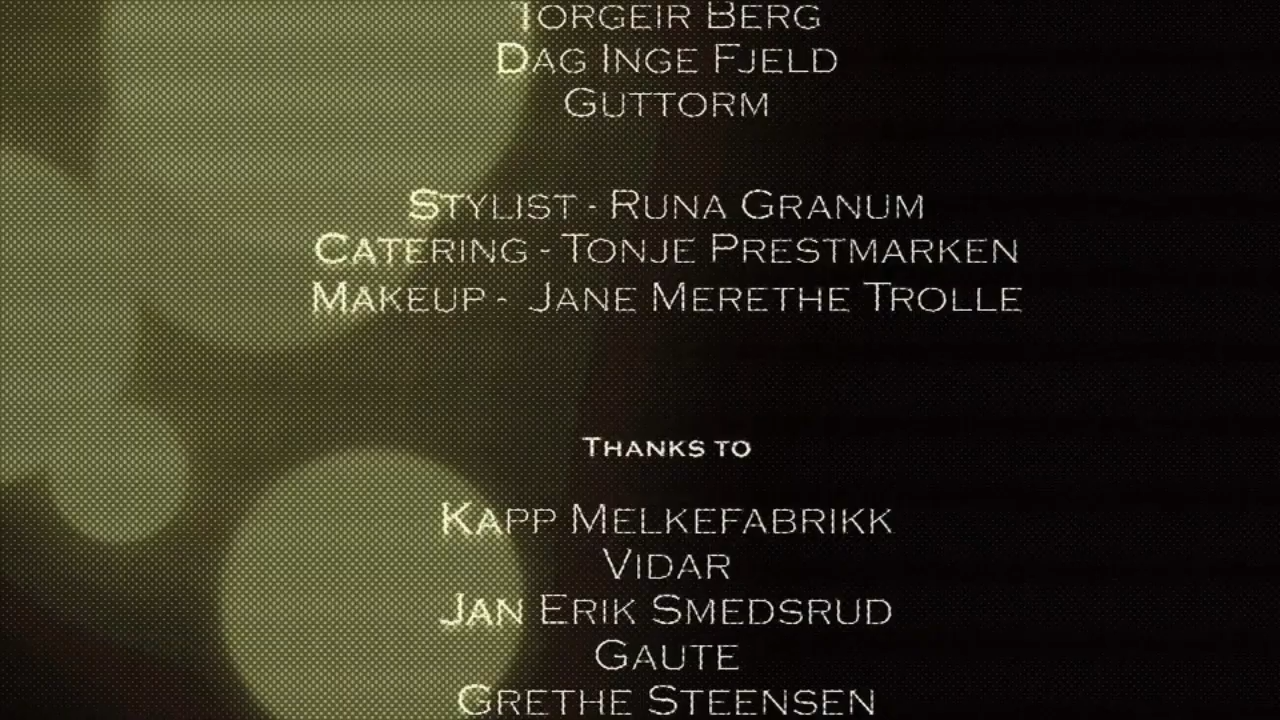 Torgeir Berg
Dag Inge Fjeld
Guttorm
Stylist - Runa Granum
Catering - Tonje Prestmarken
Makeup - Jane Merethe Trolle
Thanks to
Kapp Melkefabrikk
Vidar
Jan Erik Smedsrud
Gaute
Grethe Steensen